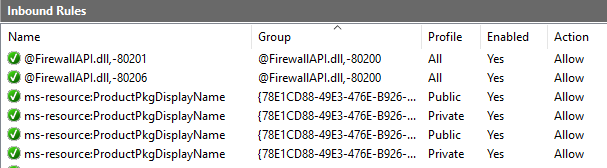 Inbound Rules
Name Group Profile Enabled Action
@FirewallAPI.dll,-80201 @FirewallAPI.dll,-80200 All Yes Allow
@FirewallAPI.dll,-80206 @FirewallAPI.dll,-80200 All Yes Allow
ms-resource:ProductPkgDisplayName {78E1CD88-49E3-476E-B926-... Public Yes Allow
ms-resource:ProductPkgDisplayName {78E1CD88-49E3-476E-B926-... Private Yes Allow
ms-resource:ProductPkgDisplayName {78E1CD88-49E3-476E-B926-... Public Yes Allow
ms-resource:ProductPkgDisplayName {78E1CD88-49E3-476E-B926-... Private Yes Allow